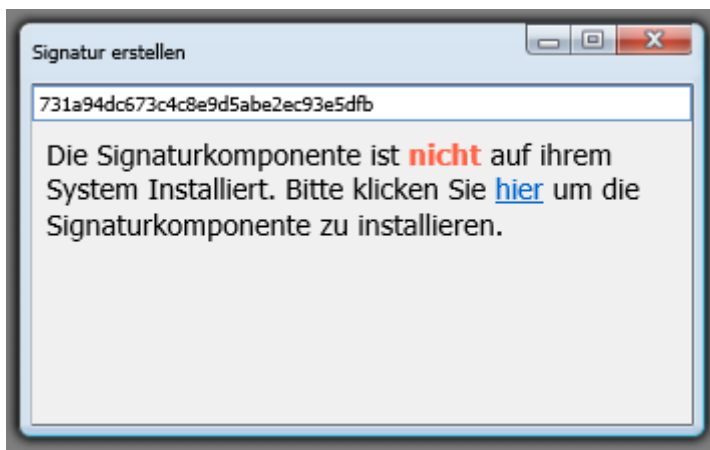 Signatur erstellen
731a94dc673c4c8e9d5abe2ec93e5dfb
Die Signaturkomponente ist nicht auf ihrem
System Installiert. Bitte klicken Sie hier um die
Signaturkomponente zu installieren.